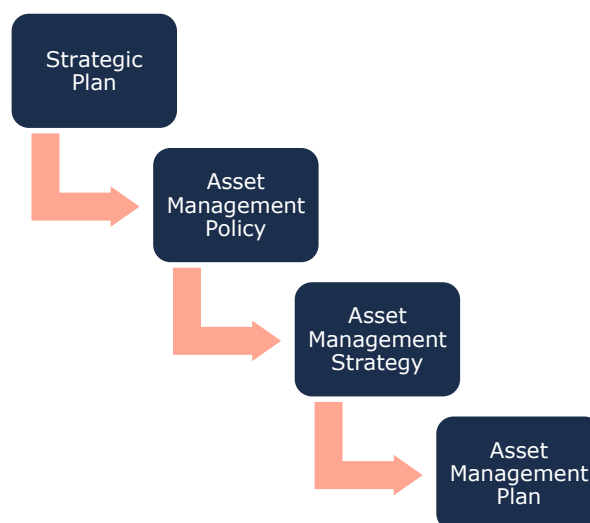 Strategic
Plan
Asset
Management
Policy
Asset
Management
Strategy
Asset
Management
Plan